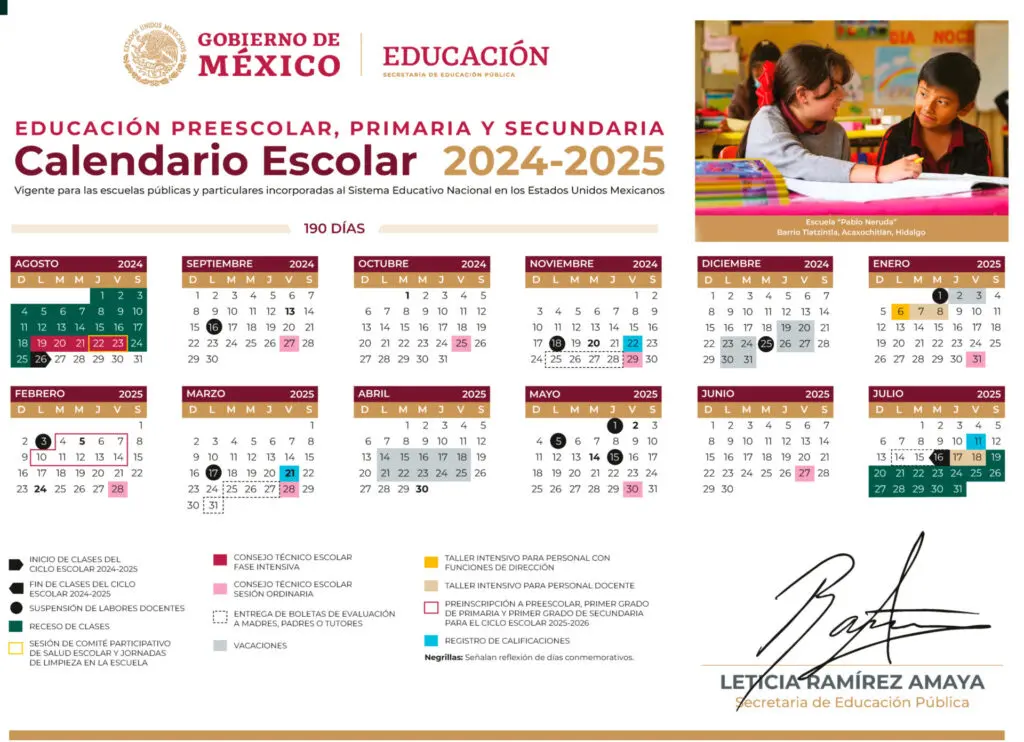 ESTADOS UNIDOS MEXICANOS
GOBIERNO DE
MÉXICO
EDUCACIÓN
SECRETARÍA DE EDUCACIÓN PÚBLICA
EDUCACIÓN PREESCOLAR, PRIMARIA Y SECUNDARIA
Calendario Escolar 2024-2025
Vigente para las escuelas públicas y particulares incorporadas al Sistema Educativo Nacional en los Estados Unidos Mexicanos
190 DÍAS
DIA NOC
Escuela "Pablo Neruda"
Barrio Tlatzintla, Acaxochitlán, Hidalgo
AGOSTO 2024
D L M M J V S
1 2 3
4 5 6 7 8 9 10
11 12 13 14 15 16 17
18 19 20 21 22 23 24
25 26 27 28 29 30 31
SEPTIEMBRE 2024
D L M M J V S
1 2 3 4 5 6 7
8 9 10 11 12 13 14
15 16 17 18 19 20 21
22 23 24 25 26 27 28
29 30
OCTUBRE 2024
D L M M J V S
1 2 3 4 5
6 7 8 9 10 11 12
13 14 15 16 17 18 19
20 21 22 23 24 25 26
27 28 29 30 31
NOVIEMBRE 2024
D L M M J V S
1 2
3 4 5 6 7 8 9
10 11 12 13 14 15 16
17 18 19 20 21 22 23
24 25 26 27 28 29 30
DICIEMBRE 2024
D L M M J V S
1 2 3 4 5 6 7
8 9 10 11 12 13 14
15 16 17 18 19 20 21
22 23 24 25 26 27 28
29 30 31
ENERO 2025
D L M M J V S
1 2 3 4
5 6 7 8 9 10 11
12 13 14 15 16 17 18
19 20 21 22 23 24 25
26 27 28 29 30 31
FEBRERO 2025
D L M M J V S
1
2 3 4 5 6 7 8
9 10 11 12 13 14 15
16 17 18 19 20 21 22
23 24 25 26 27 28
MARZO 2025
D L M M J V S
1
2 3 4 5 6 7 8
9 10 11 12 13 14 15
16 17 18 19 20 21 22
23 24 25 26 27 28 29
30 31
ABRIL 2025
D L M M J V S
1 2 3 4 5
6 7 8 9 10 11 12
13 14 15 16 17 18 19
20 21 22 23 24 25 26
27 28 29 30
MAYO 2025
D L M M J V S
1 2 3
4 5 6 7 8 9 10
11 12 13 14 15 16 17
18 19 20 21 22 23 24
25 26 27 28 29 30 31
JUNIO 2025
D L M M J V S
1 2 3 4 5 6 7
8 9 10 11 12 13 14
15 16 17 18 19 20 21
22 23 24 25 26 27 28
29 30
JULIO 2025
D L M M J V S
1 2 3 4 5
6 7 8 9 10 11 12
13 14 15 16 17 18 19
20 21 22 23 24 25 26
27 28 29 30 31
INICIO DE CLASES DEL
CICLO ESCOLAR 2024-2025
FIN DE CLASES DEL CICLO
ESCOLAR 2024-2025
SUSPENSIÓN DE LABORES DOCENTES
RECESO DE CLASES
SESIÓN DE COMITÉ PARTICIPATIVO
DE SALUD ESCOLAR Y JORNADAS
DE LIMPIEZA EN LA ESCUELA
CONSEJO TÉCNICO ESCOLAR
FASE INTENSIVA
CONSEJO TÉCNICO ESCOLAR
SESIÓN ORDINARIA
ENTREGA DE BOLETAS DE EVALUACIÓN
A MADRES, PADRES O TUTORES
VACACIONES
TALLER INTENSIVO PARA PERSONAL CON
FUNCIONES DE DIRECCIÓN
TALLER INTENSIVO PARA PERSONAL DOCENTE
PREINSCRIPCIÓN A PREESCOLAR, PRIMER GRADO
DE PRIMARIA Y PRIMER GRADO DE SECUNDARIA
PARA EL CICLO ESCOLAR 2025-2026
REGISTRO DE CALIFICACIONES
Negrillas: Señalan reflexión de días conmemorativos.
LETICIA RAMÍREZ AMAYA
Secretaria de Educación Pública